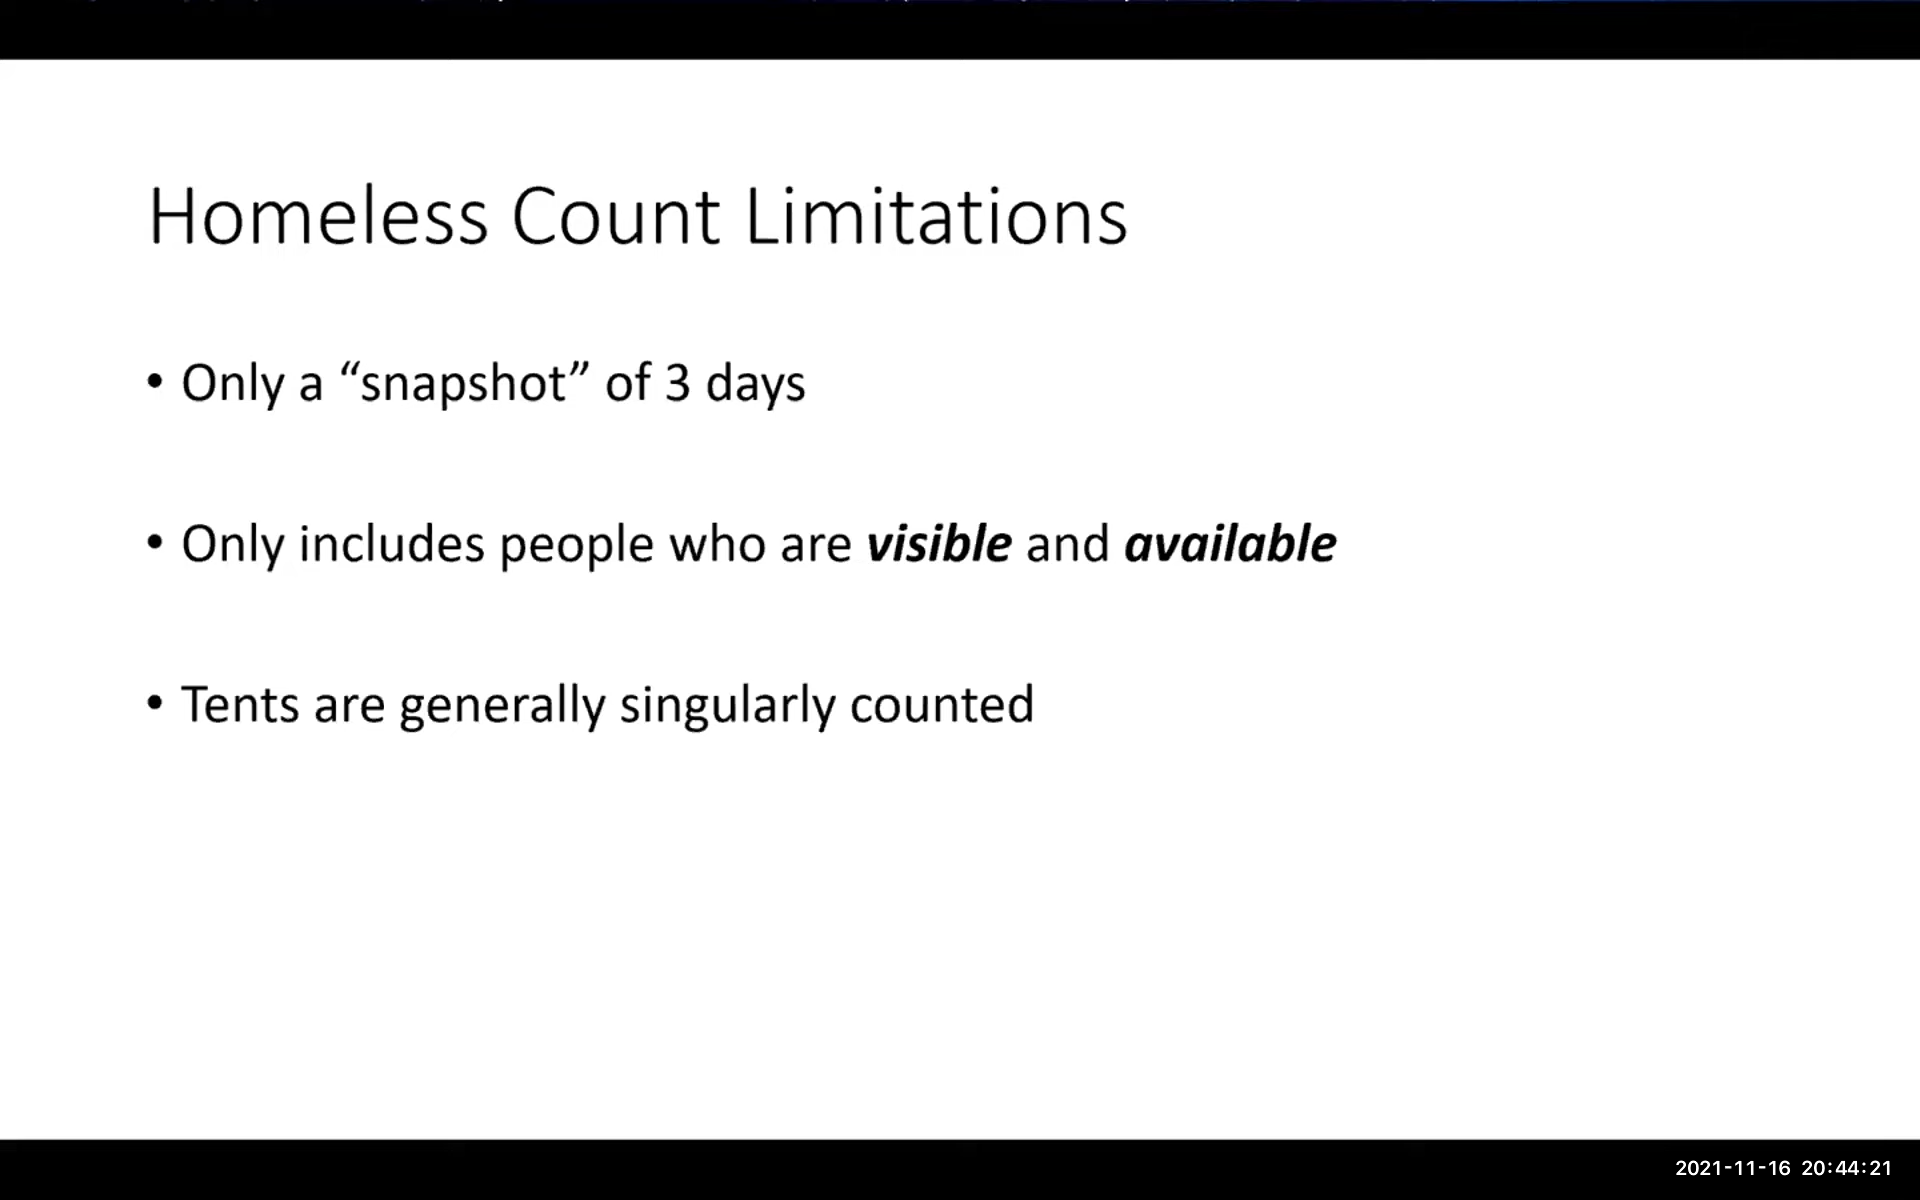 Homeless Count Limitations
• Only a “snapshot” of 3 days
• Only includes people who are visible and available
• Tents are generally singularly counted
2021-11-16 20:44:21